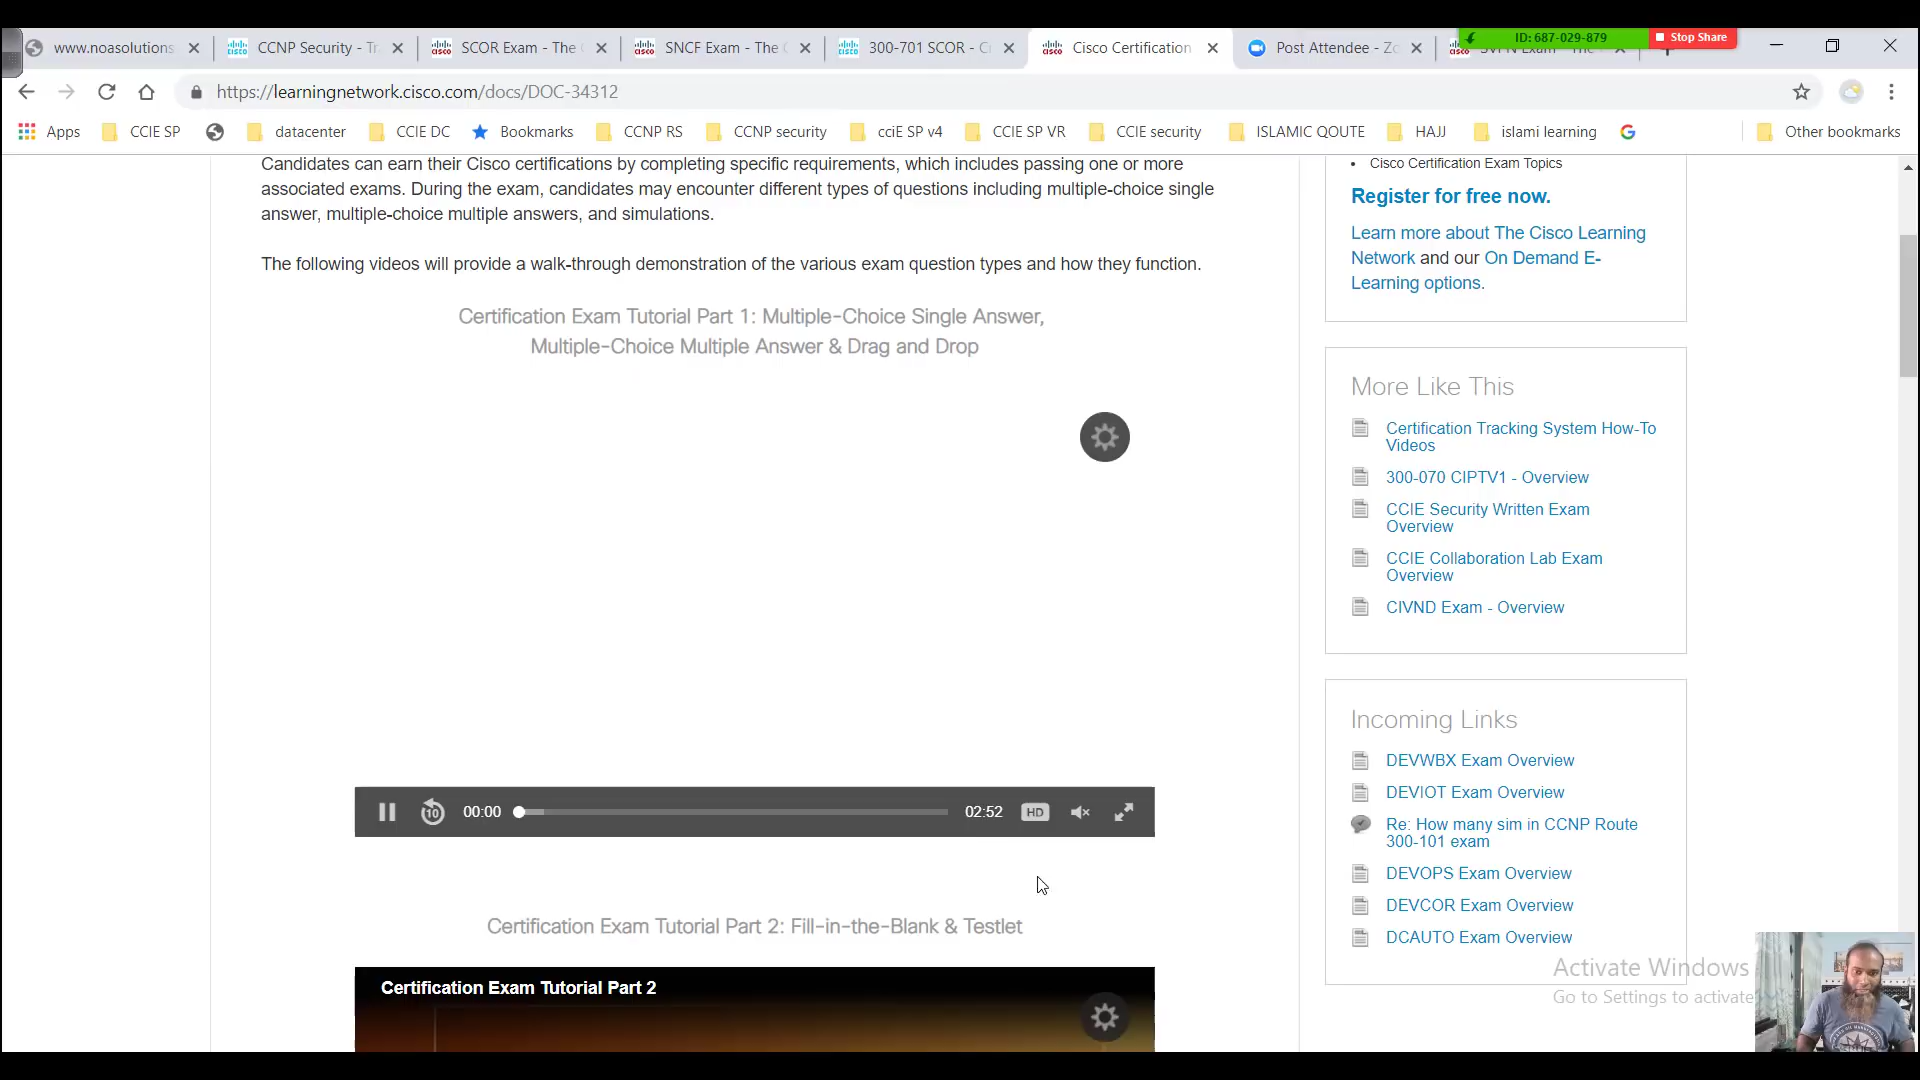 www.noasolutions
CCNP Security - Tr
SCOR Exam - The C
SNCF Exam - The C
300-701 SCOR - C
Cisco Certification
Post Attendee - Zo
ID: 687-029-879
Stop Share
https://learningnetwork.cisco.com/docs/DOC-34312
Apps
CCIE SP
datacenter
CCIE DC
Bookmarks
CCNP RS
CCNP security
cciE SP v4
CCIE SP VR
CCIE security
ISLAMIC QOUTE
HAJJ
islami learning
Other bookmarks
Candidates can earn their Cisco certifications by completing specific requirements, which includes passing one or more
associated exams. During the exam, candidates may encounter different types of questions including multiple-choice single
answer, multiple-choice multiple answers, and simulations.
The following videos will provide a walk-through demonstration of the various exam question types and how they function.
Certification Exam Tutorial Part 1: Multiple-Choice Single Answer,
Multiple-Choice Multiple Answer & Drag and Drop
10
00:00
02:52
HD
Certification Exam Tutorial Part 2: Fill-in-the-Blank & Testlet
Certification Exam Tutorial Part 2
• Cisco Certification Exam Topics
Register for free now.
Learn more about The Cisco Learning
Network and our On Demand E-
Learning options.
More Like This
Certification Tracking System How-To
Videos
300-070 CIPTV1 - Overview
CCIE Security Written Exam
Overview
CCIE Collaboration Lab Exam
Overview
CIVND Exam - Overview
Incoming Links
DEVWBX Exam Overview
DEVIOT Exam Overview
Re: How many sim in CCNP Route
300-101 exam
DEVOPS Exam Overview
DEVCOR Exam Overview
DCAUTO Exam Overview
Activate Windows
Go to Settings to activate